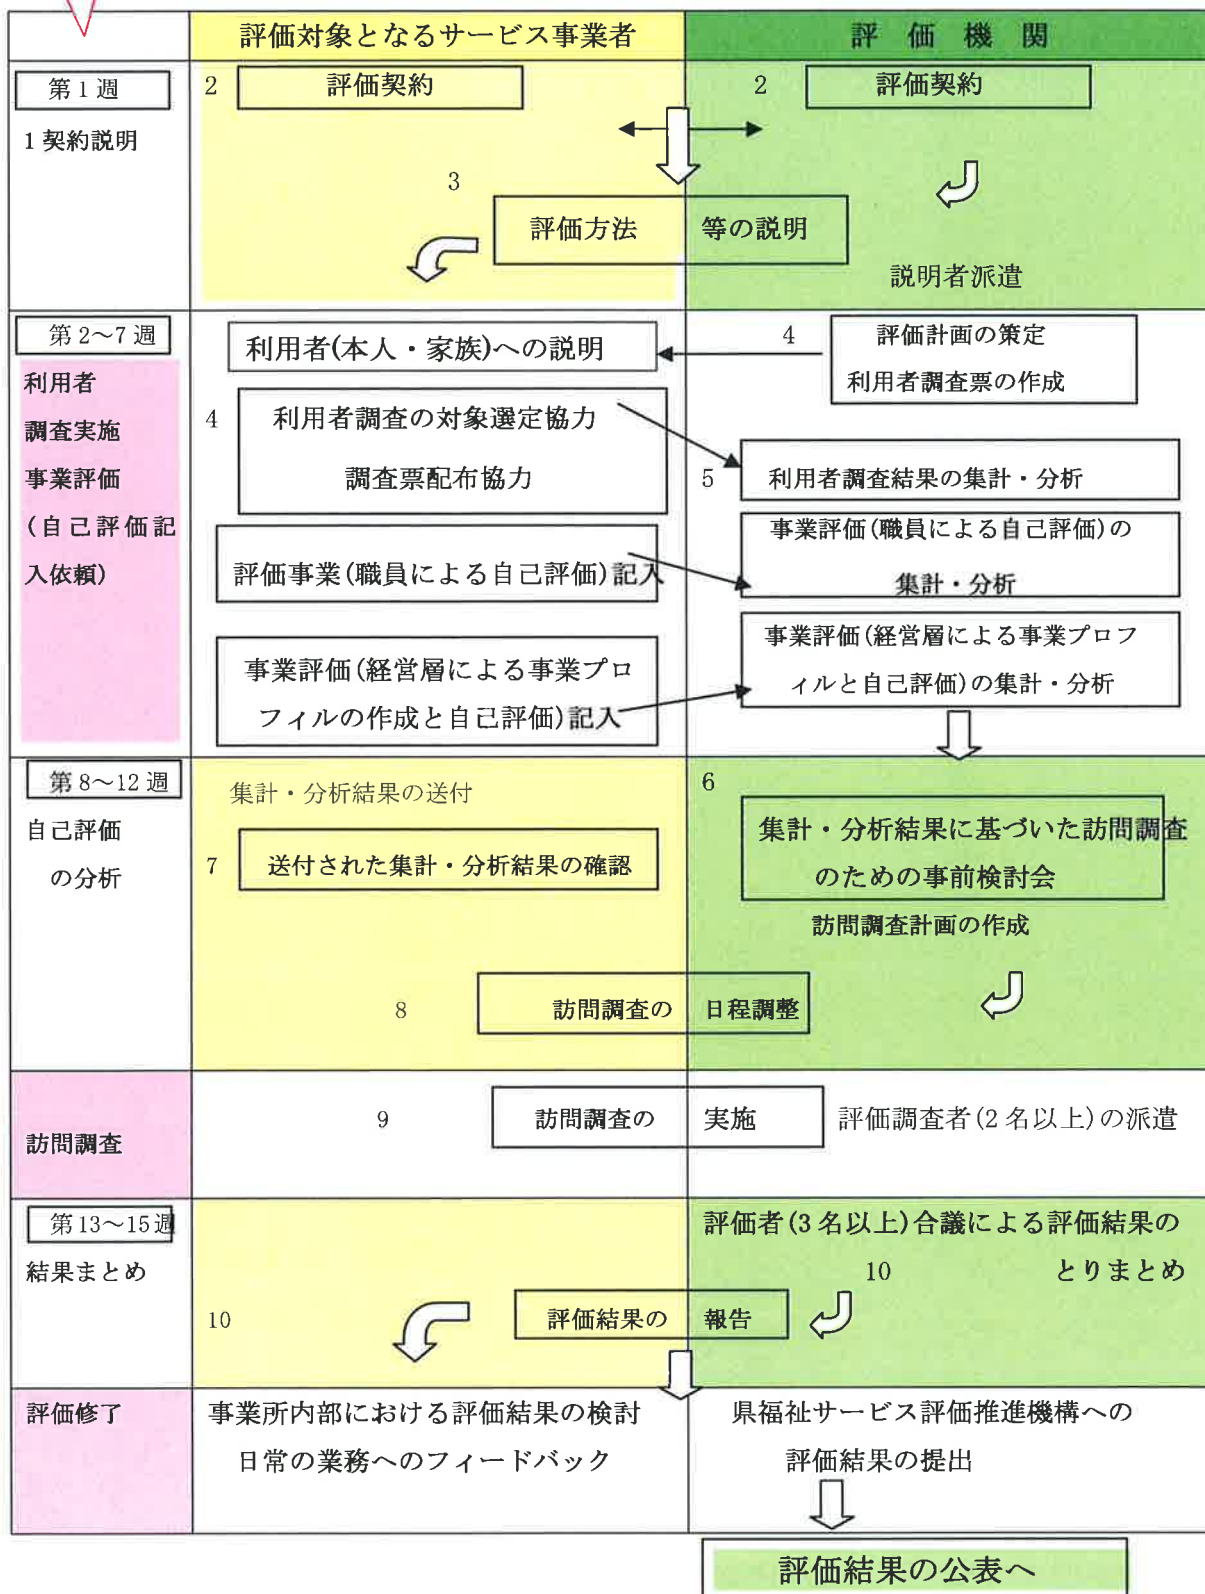 評価対象となるサービス事業者
評価機関
第1週
2
評価契約
2
評価契約
1 契約説明
3
評価方法 等の説明
説明者派遣
第2～7週
利用者
調査実施
事業評価
(自己評価記
入依頼)
利用者(本人・家族)への説明
4
評価計画の策定
利用者調査票の作成
4
利用者調査の対象選定協力
調査票配布協力
5
利用者調査結果の集計・分析
評価事業(職員による自己評価)記入
事業評価(職員による自己評価)の
集計・分析
事業評価(経営層による事業プロ
フィルの作成と自己評価)記入
事業評価(経営層による事業プロフ
ィルと自己評価)の集計・分析
第8～12週
自己評価
の分析
集計・分析結果の送付
7
送付された集計・分析結果の確認
6
集計・分析結果に基づいた訪問調査
のための事前検討会
訪問調査計画の作成
8
訪問調査の 日程調整
訪問調査
9
訪問調査の 実施
評価調査者(2名以上)の派遣
第13～15週
結果まとめ
評価者(3名以上)合議による評価結果の
10 とりまとめ
10
評価結果の 報告
評価修了
事業所内部における評価結果の検討
日常の業務へのフィードバック
県福祉サービス評価推進機構への
評価結果の提出
評価結果の公表へ